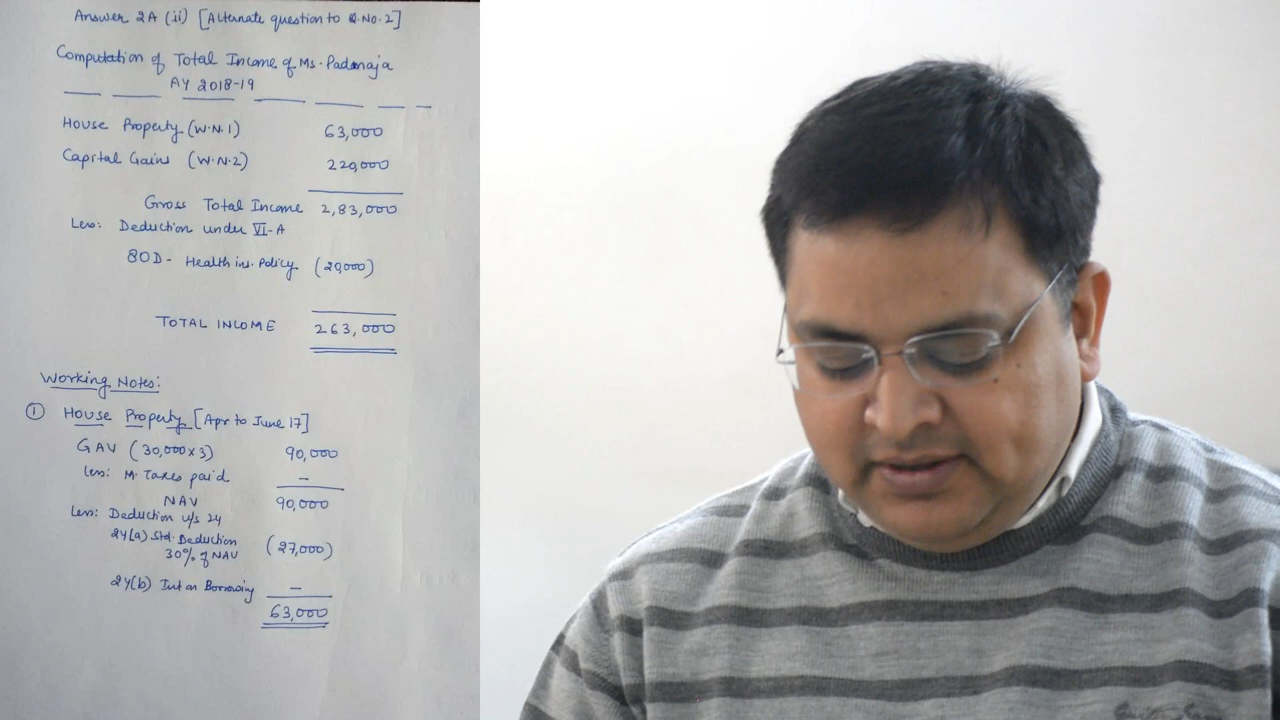 Answer 2A (ii) [Alternate question to Q.NO.2]
Computation of Total Income of Ms. Padmaja
AY 2018-19
House Property (W.N.1) 63,000
Capital Gains (W.N.2) 220,000
Gross Total Income 2,83,000
Less: Deduction under VI-A
80D - Health ins. Policy (20,000)
TOTAL INCOME 263,000
Working Notes:
① House Property [Apr to June 17]
GAV (30,000 x 3) 90,000
Less: M. Taxes paid —
NAV 90,000
Less: Deduction u/s 24
24(a) Std. Deduction
30% of NAV (27,000)
24(b) Int on Borrowing —
63,000